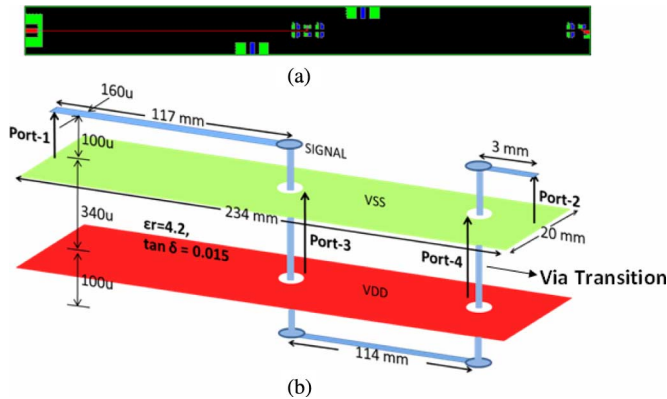 (a)
160u
117 mm
Port-1
100u
SIGNAL
3 mm
Port-2
VSS
340u
234 mm
20 mm
εr=4.2,
tan δ = 0.015
Port-3
Port-4
Via Transition
100u
VDD
114 mm
(b)